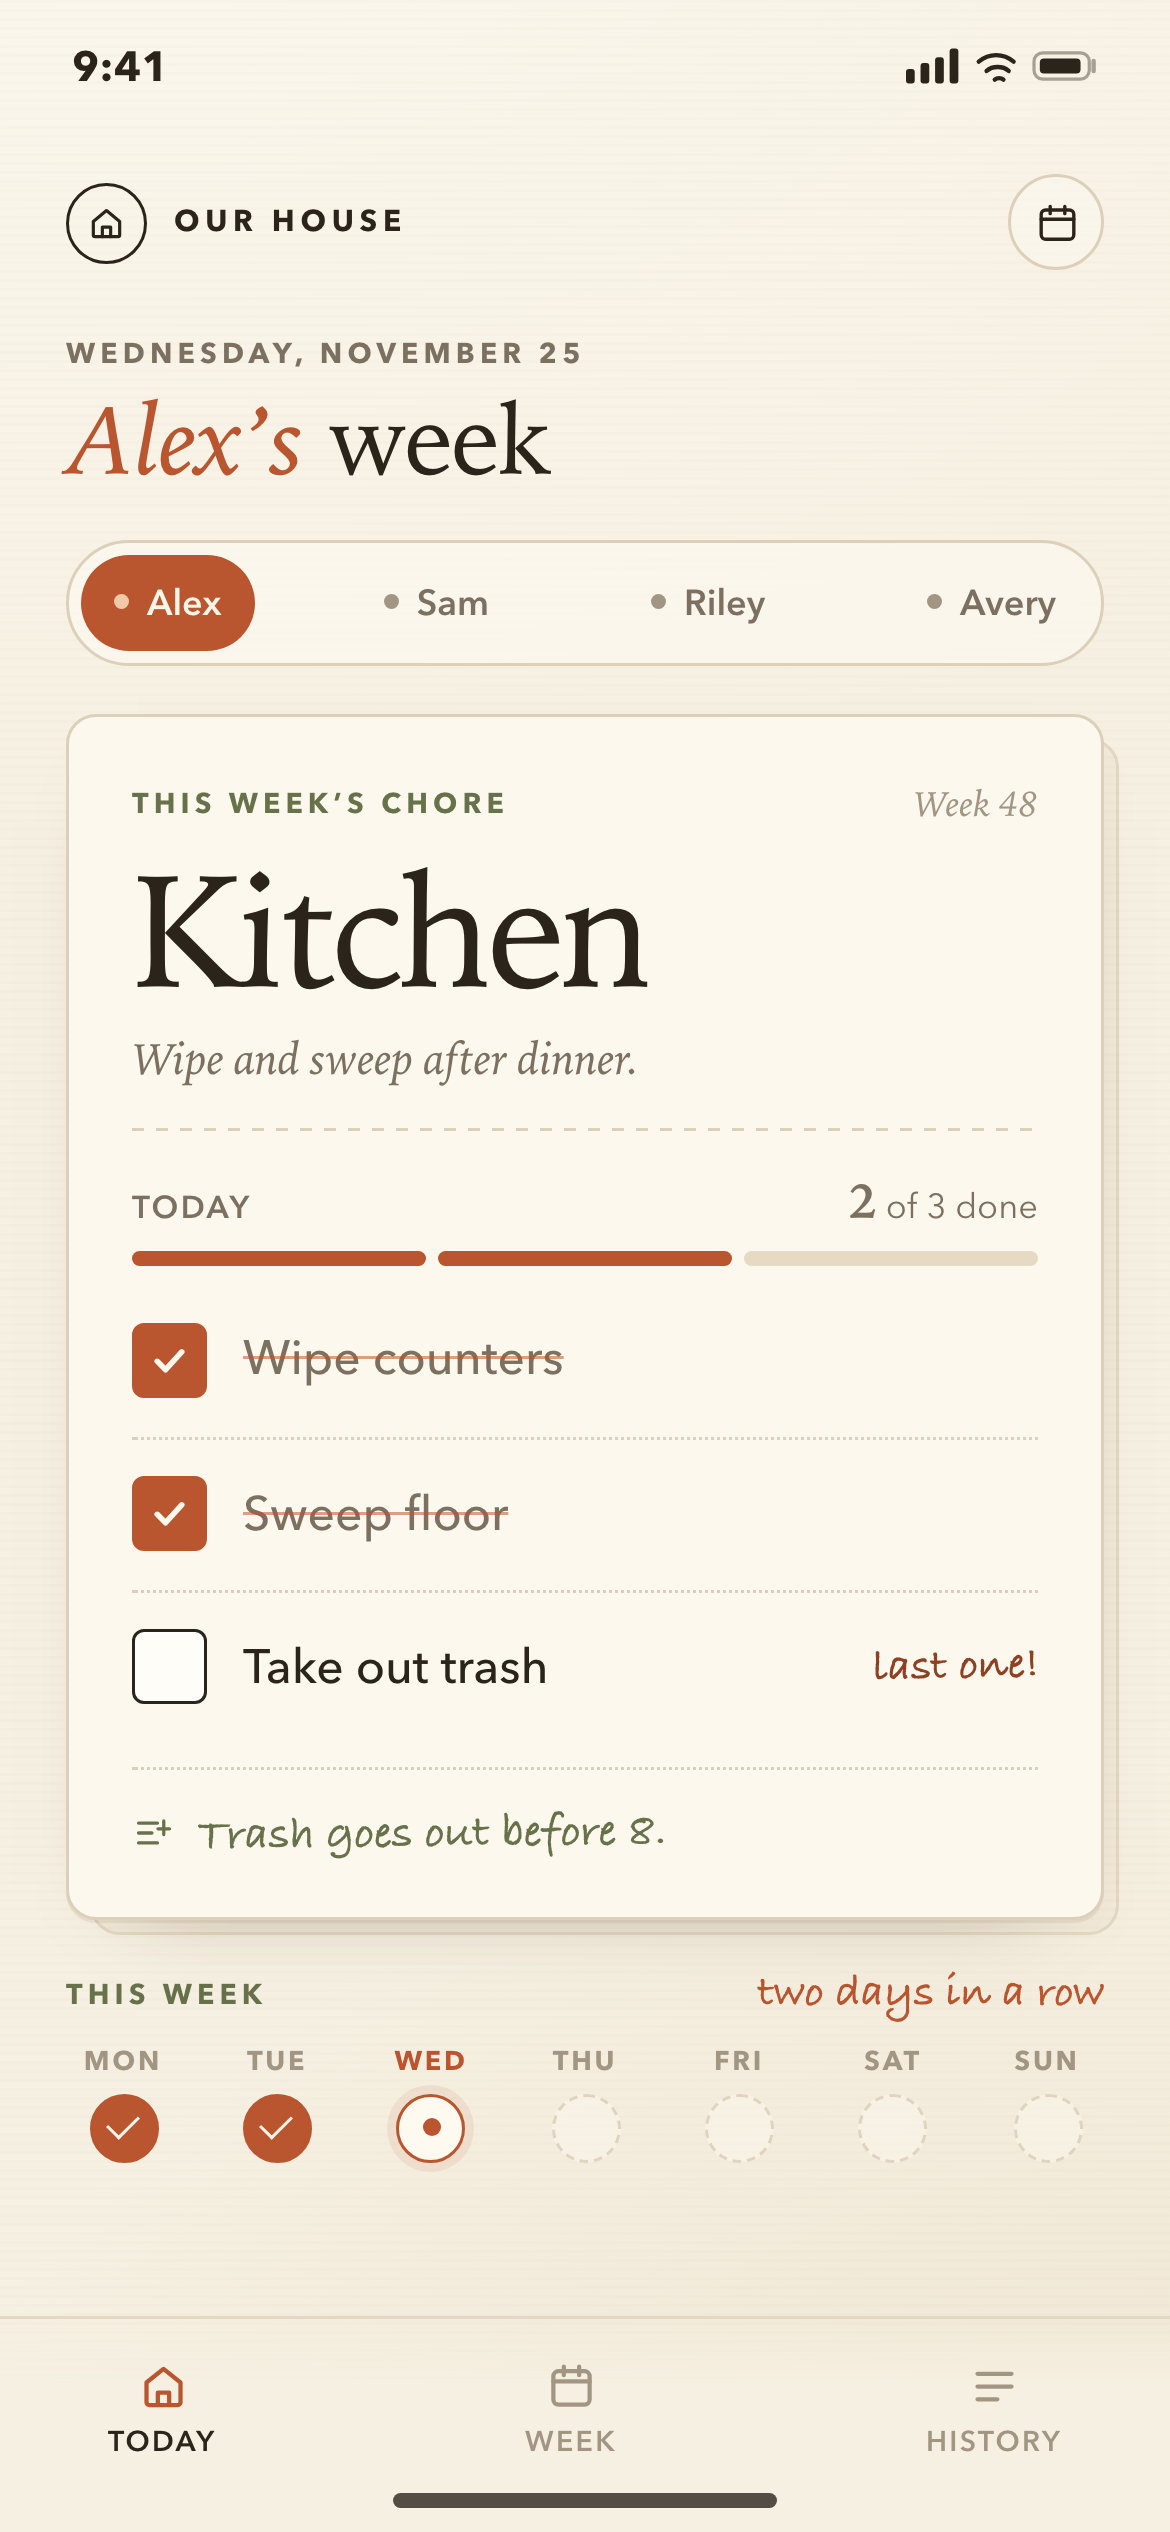 9:41
OUR HOUSE
WEDNESDAY, NOVEMBER 25
Alex’s week
Alex Sam Riley Avery
THIS WEEK’S CHORE Week 48
Kitchen
Wipe and sweep after dinner.
TODAY 2 of 3 done
Wipe counters
Sweep floor
Take out trash last one!
Trash goes out before 8.
THIS WEEK two days in a row
MON TUE WED THU FRI SAT SUN
TODAY WEEK HISTORY